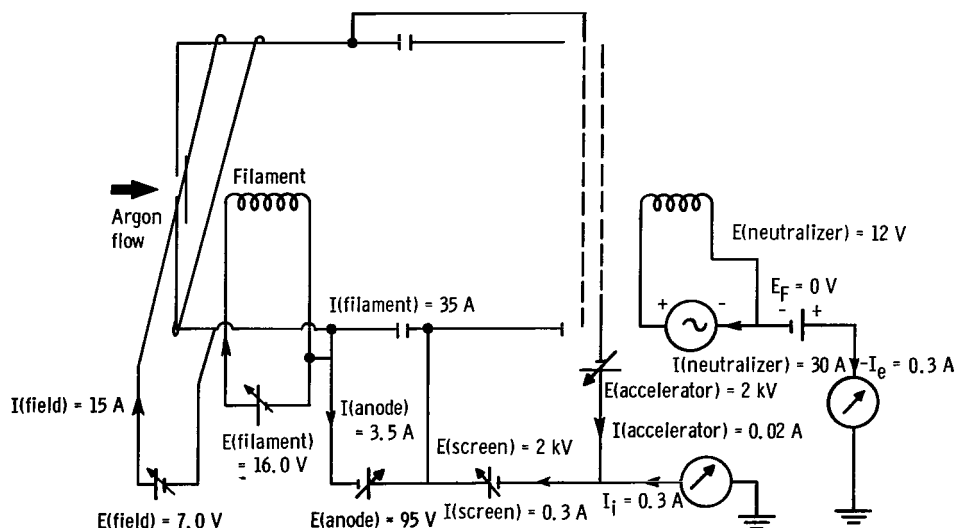 Filament
Argon
flow
E(neutralizer) = 12 V
E_F = 0 V
+
-
-
+
I(filament) = 35 A
I(neutralizer) = 30 A
-I_e = 0.3 A
E(accelerator) = 2 kV
I(field) = 15 A
I(anode)
= 3.5 A
I(accelerator) = 0.02 A
E(filament)
= 16.0 V
E(screen) = 2 kV
E(field) = 7.0 V
E(anode) = 95 V
I(screen) = 0.3 A
I_i = 0.3 A